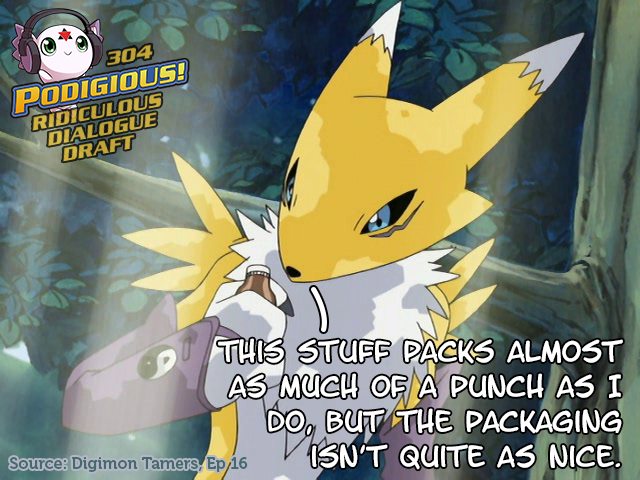 304
PODIGIOUS!
RIDICULOUS
DIALOGUE
DRAFT
THIS STUFF PACKS ALMOST
AS MUCH OF A PUNCH AS I
DO, BUT THE PACKAGING
ISN'T QUITE AS NICE.
Source: Digimon Tamers, Ep 16